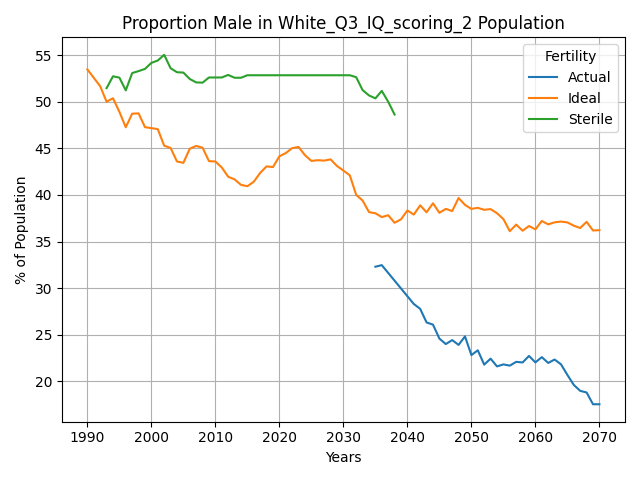 Proportion Male in White_Q3_IQ_scoring_2 Population
% of Population
55
50
45
40
35
30
25
20
Fertility
Actual
Ideal
Sterile
1990 2000 2010 2020 2030 2040 2050 2060 2070
Years